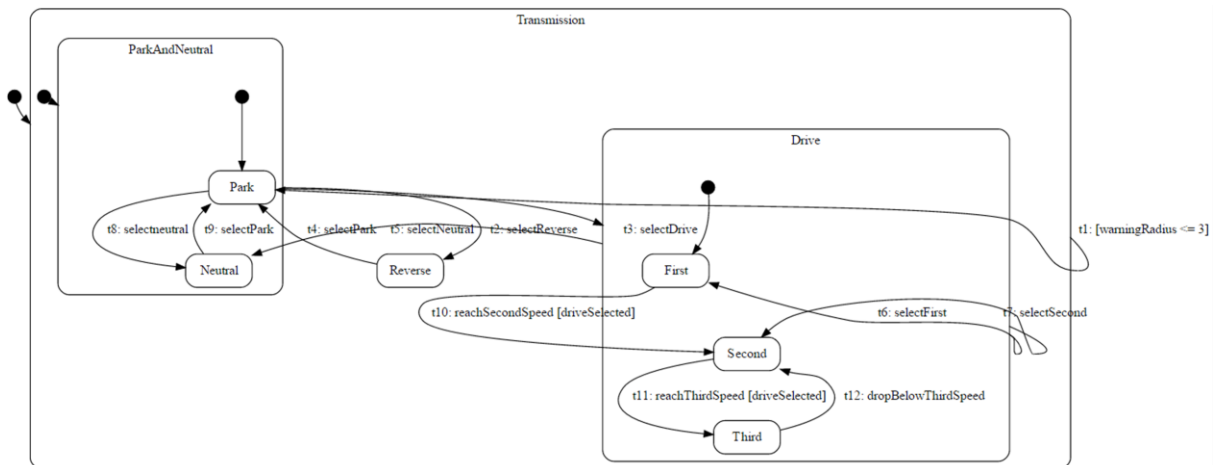 Transmission
ParkAndNeutral
Drive
Park
t8: selectneutral
t9: selectPark
t4: selectPark
t5: selectNeutral
t2: selectReverse
t3: selectDrive
t1: [warningRadius <= 3]
Neutral
Reverse
First
t10: reachSecondSpeed [driveSelected]
t6: selectFirst
t7: selectSecond
Second
t11: reachThirdSpeed [driveSelected]
t12: dropBelowThirdSpeed
Third